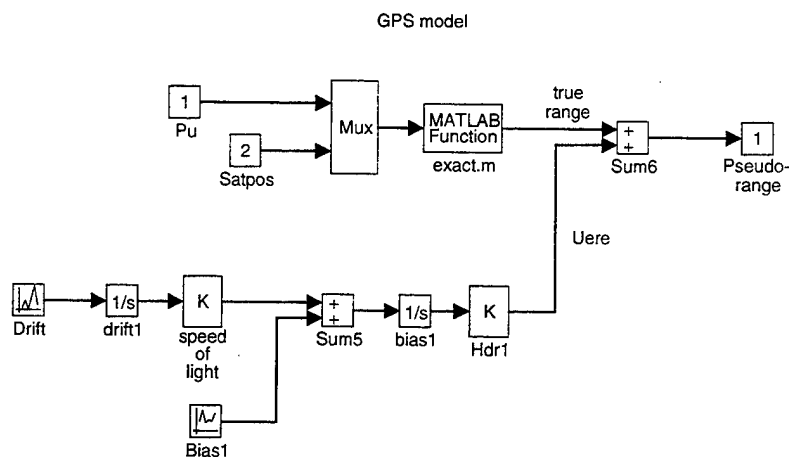 GPS model
1
Pu
2
Satpos
Mux
MATLAB
Function
exact.m
true
range
+
+
Sum6
1
Pseudo-
range
Uere
Drift
1/s
drift1
K
speed
of
light
+
+
Sum5
1/s
bias1
K
Hdr1
Bias1